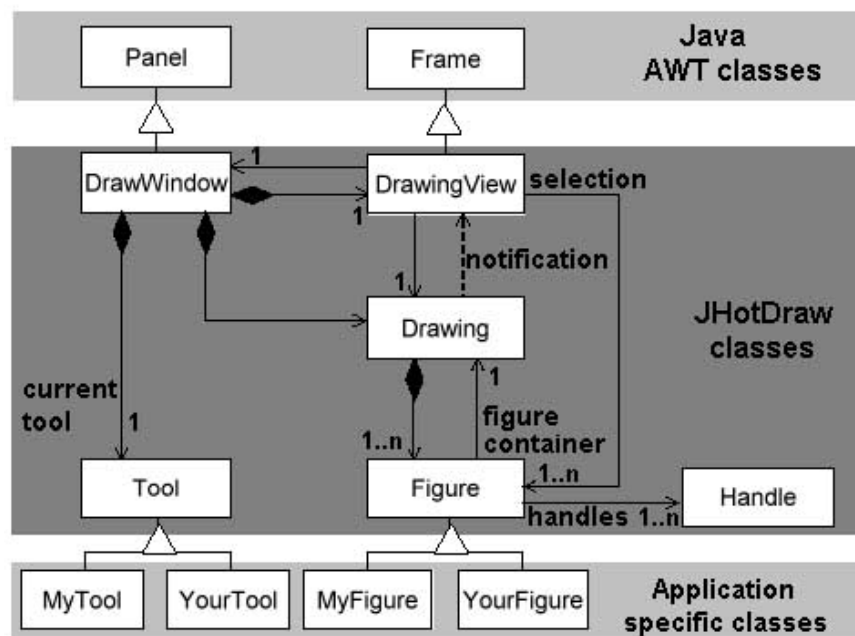 Panel
Frame
Java
AWT classes
DrawWindow
1
1
DrawingView
selection
notification
1
Drawing
JHotDraw
classes
current
tool
1
1
figure
container
1..n
1..n
Tool
Figure
handles 1..n
Handle
MyTool
YourTool
MyFigure
YourFigure
Application
specific classes